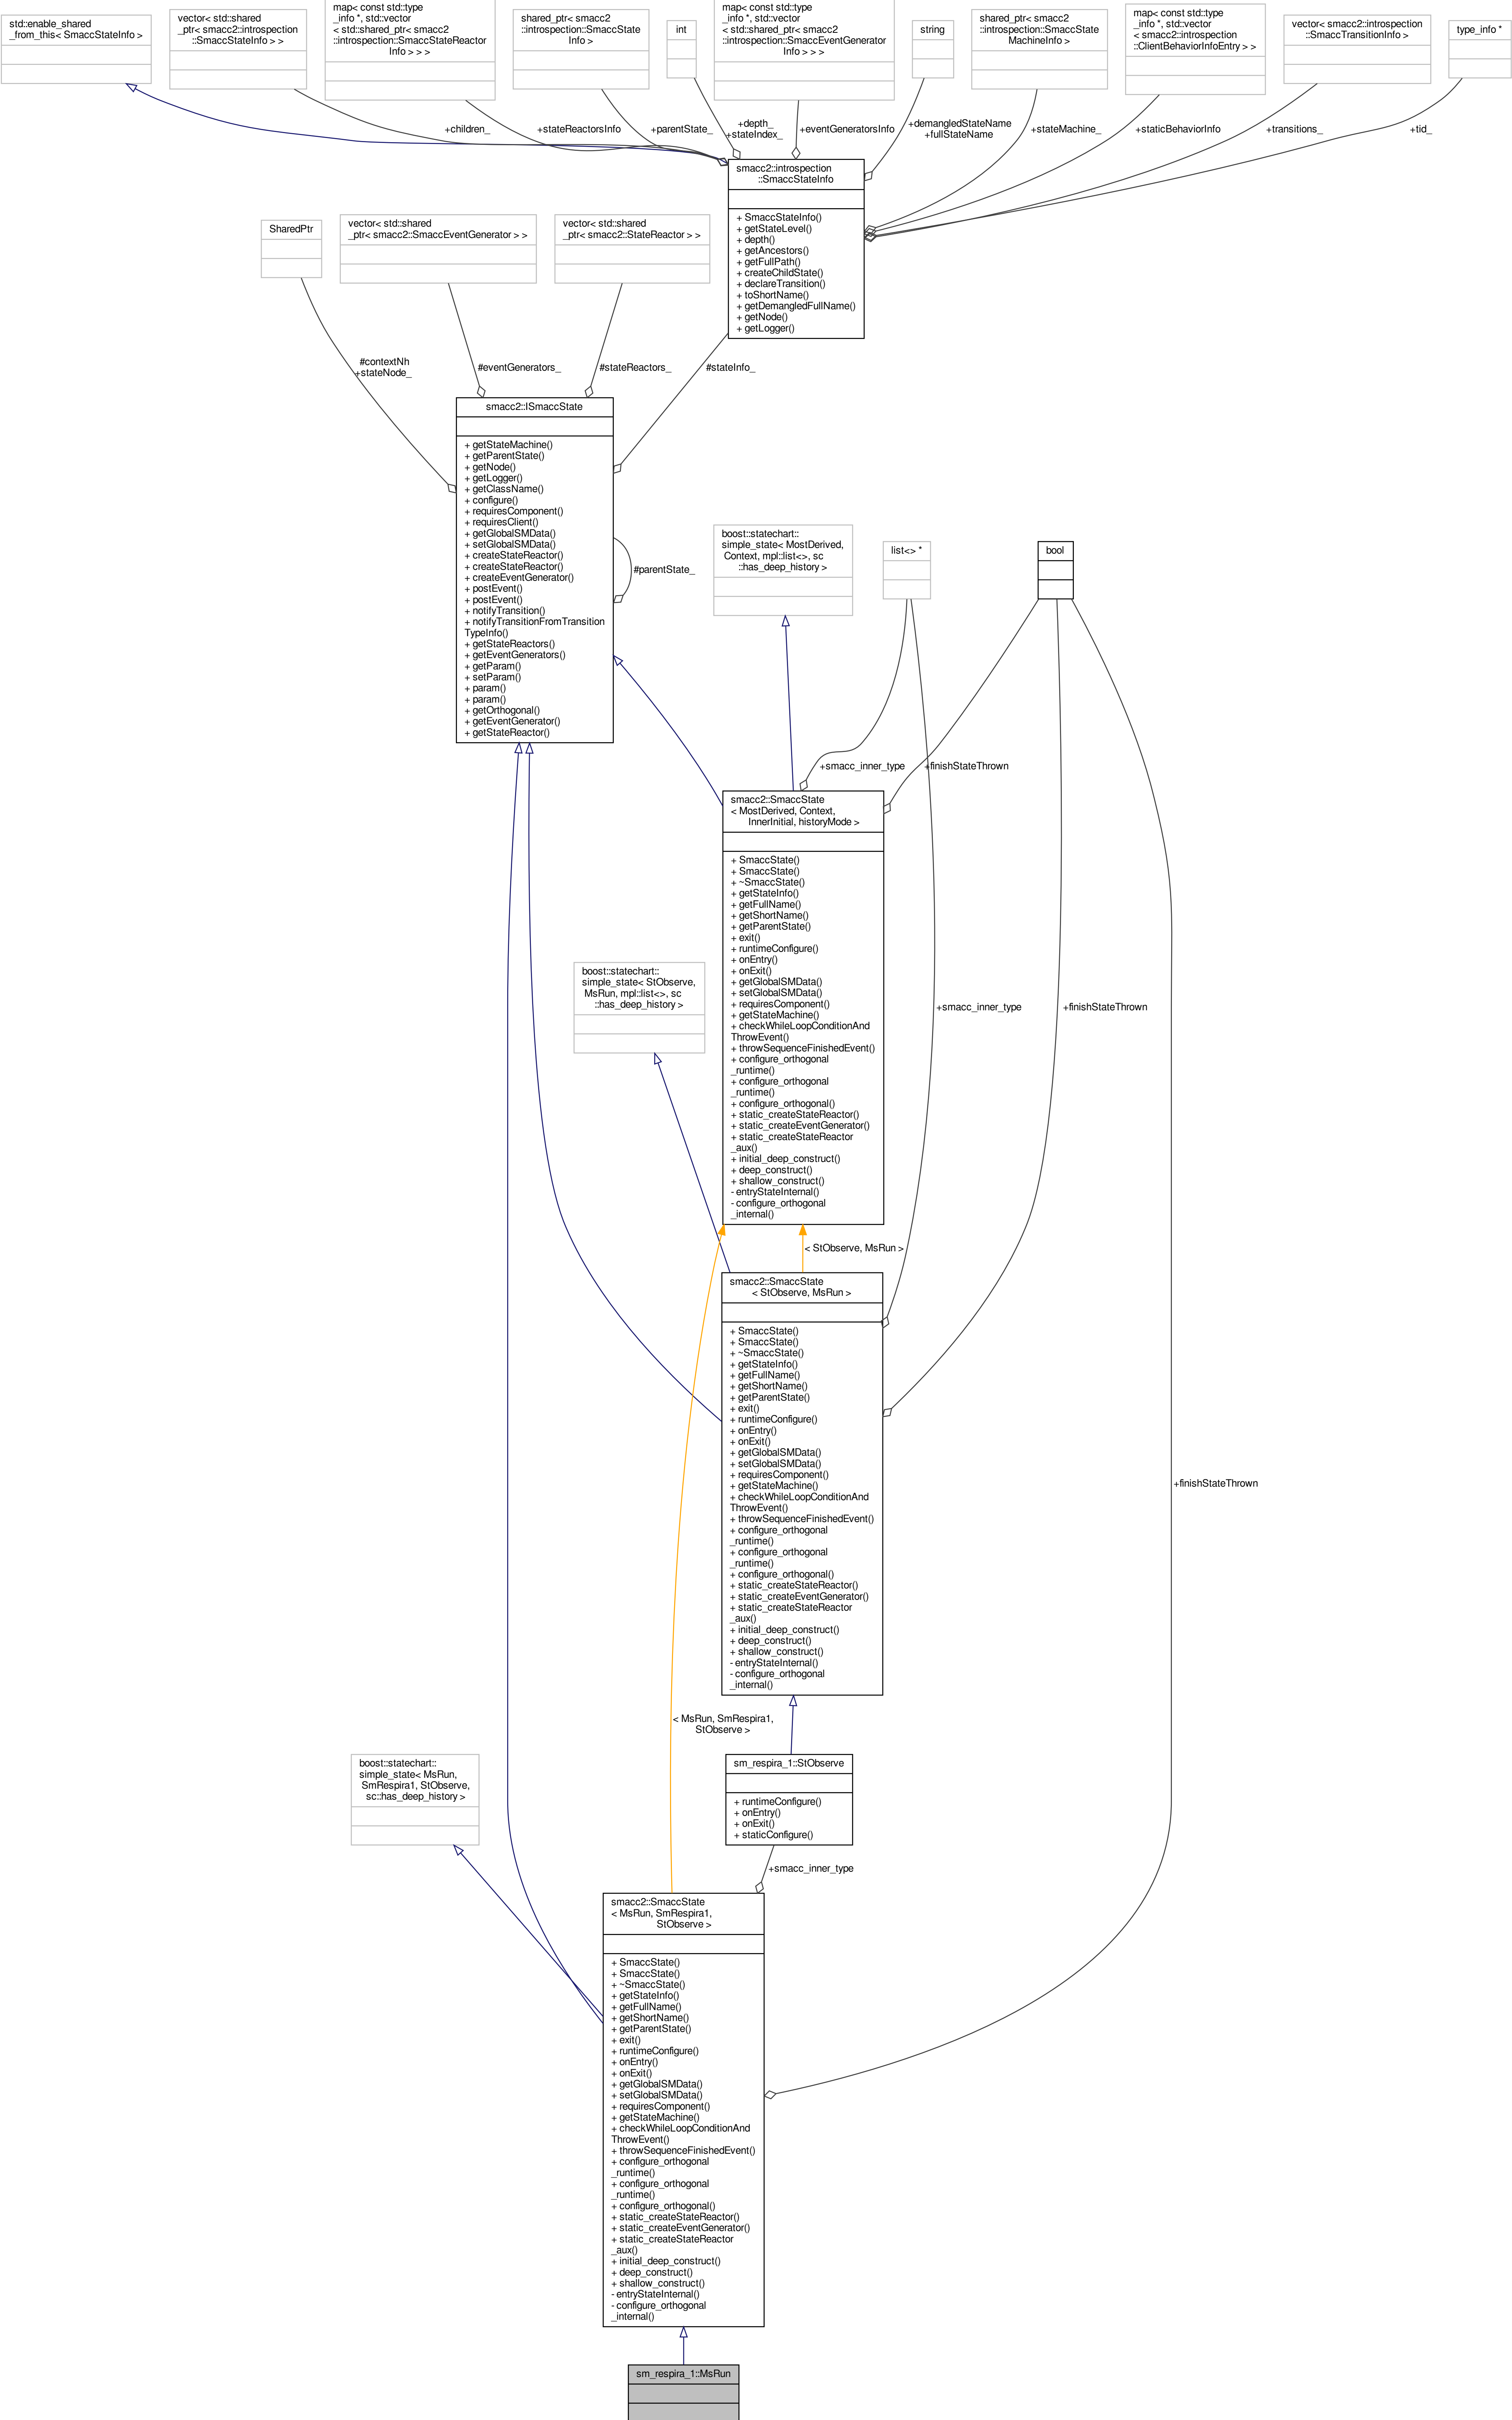 std::enable_shared
_from_this< SmaccStateInfo >
vector< std::shared
_ptr< smacc2::introspection
::SmaccStateInfo > >
map< const std::type
_info *, std::vector
< std::shared_ptr< smacc2
::introspection::SmaccStateReactor
Info > > >
shared_ptr< smacc2
::introspection::SmaccState
Info >
int
map< const std::type
_info *, std::vector
< std::shared_ptr< smacc2
::introspection::SmaccEventGenerator
Info > > >
string
shared_ptr< smacc2
::introspection::SmaccState
MachineInfo >
map< const std::type
_info *, std::vector
< smacc2::introspection
::ClientBehaviorInfoEntry > >
vector< smacc2::introspection
::SmaccTransitionInfo >
type_info *
+children_
+stateReactorsInfo
+parentState_
+depth_
+stateIndex_
+eventGeneratorsInfo
+demangledStateName
+fullStateName
+stateMachine_
+staticBehaviorInfo
+transitions_
+tid_
smacc2::introspection
::SmaccStateInfo
+ SmaccStateInfo()
+ getStateLevel()
+ depth()
+ getAncestors()
+ getFullPath()
+ createChildState()
+ declareTransition()
+ toShortName()
+ getDemangledFullName()
+ getNode()
+ getLogger()
SharedPtr
vector< std::shared
_ptr< smacc2::SmaccEventGenerator > >
vector< std::shared
_ptr< smacc2::StateReactor > >
#contextNh
+stateNode_
#eventGenerators_
#stateReactors_
#stateInfo_
smacc2::ISmaccState
+ getStateMachine()
+ getParentState()
+ getNode()
+ getLogger()
+ getClassName()
+ configure()
+ requiresComponent()
+ requiresClient()
+ getGlobalSMData()
+ setGlobalSMData()
+ createStateReactor()
+ createStateReactor()
+ createEventGenerator()
+ postEvent()
+ postEvent()
+ notifyTransition()
+ notifyTransitionFromTransition
TypeInfo()
+ getStateReactors()
+ getEventGenerators()
+ getParam()
+ setParam()
+ param()
+ param()
+ getOrthogonal()
+ getEventGenerator()
+ getStateReactor()
#parentState_
boost::statechart::
simple_state< MostDerived,
Context, mpl::list<>, sc
::has_deep_history >
list<> *
bool
+smacc_inner_type
+finishStateThrown
smacc2::SmaccState
< MostDerived, Context,
InnerInitial, historyMode >
+ SmaccState()
+ SmaccState()
+ ~SmaccState()
+ getStateInfo()
+ getFullName()
+ getShortName()
+ getParentState()
+ exit()
+ runtimeConfigure()
+ onEntry()
+ onExit()
+ getGlobalSMData()
+ setGlobalSMData()
+ requiresComponent()
+ getStateMachine()
+ checkWhileLoopConditionAnd
ThrowEvent()
+ throwSequenceFinishedEvent()
+ configure_orthogonal
_runtime()
+ configure_orthogonal
_runtime()
+ configure_orthogonal()
+ static_createStateReactor()
+ static_createEventGenerator()
+ static_createStateReactor
_aux()
+ initial_deep_construct()
+ deep_construct()
+ shallow_construct()
- entryStateInternal()
- configure_orthogonal
_internal()
boost::statechart::
simple_state< StObserve,
MsRun, mpl::list<>, sc
::has_deep_history >
+smacc_inner_type
+finishStateThrown
< StObserve, MsRun >
smacc2::SmaccState
< StObserve, MsRun >
+ SmaccState()
+ SmaccState()
+ ~SmaccState()
+ getStateInfo()
+ getFullName()
+ getShortName()
+ getParentState()
+ exit()
+ runtimeConfigure()
+ onEntry()
+ onExit()
+ getGlobalSMData()
+ setGlobalSMData()
+ requiresComponent()
+ getStateMachine()
+ checkWhileLoopConditionAnd
ThrowEvent()
+ throwSequenceFinishedEvent()
+ configure_orthogonal
_runtime()
+ configure_orthogonal
_runtime()
+ configure_orthogonal()
+ static_createStateReactor()
+ static_createEventGenerator()
+ static_createStateReactor
_aux()
+ initial_deep_construct()
+ deep_construct()
+ shallow_construct()
- entryStateInternal()
- configure_orthogonal
_internal()
+finishStateThrown
< MsRun, SmRespira1,
StObserve >
boost::statechart::
simple_state< MsRun,
SmRespira1, StObserve,
sc::has_deep_history >
sm_respira_1::StObserve
+ runtimeConfigure()
+ onEntry()
+ onExit()
+ staticConfigure()
+smacc_inner_type
smacc2::SmaccState
< MsRun, SmRespira1,
StObserve >
+ SmaccState()
+ SmaccState()
+ ~SmaccState()
+ getStateInfo()
+ getFullName()
+ getShortName()
+ getParentState()
+ exit()
+ runtimeConfigure()
+ onEntry()
+ onExit()
+ getGlobalSMData()
+ setGlobalSMData()
+ requiresComponent()
+ getStateMachine()
+ checkWhileLoopConditionAnd
ThrowEvent()
+ throwSequenceFinishedEvent()
+ configure_orthogonal
_runtime()
+ configure_orthogonal
_runtime()
+ configure_orthogonal()
+ static_createStateReactor()
+ static_createEventGenerator()
+ static_createStateReactor
_aux()
+ initial_deep_construct()
+ deep_construct()
+ shallow_construct()
- entryStateInternal()
- configure_orthogonal
_internal()
sm_respira_1::MsRun